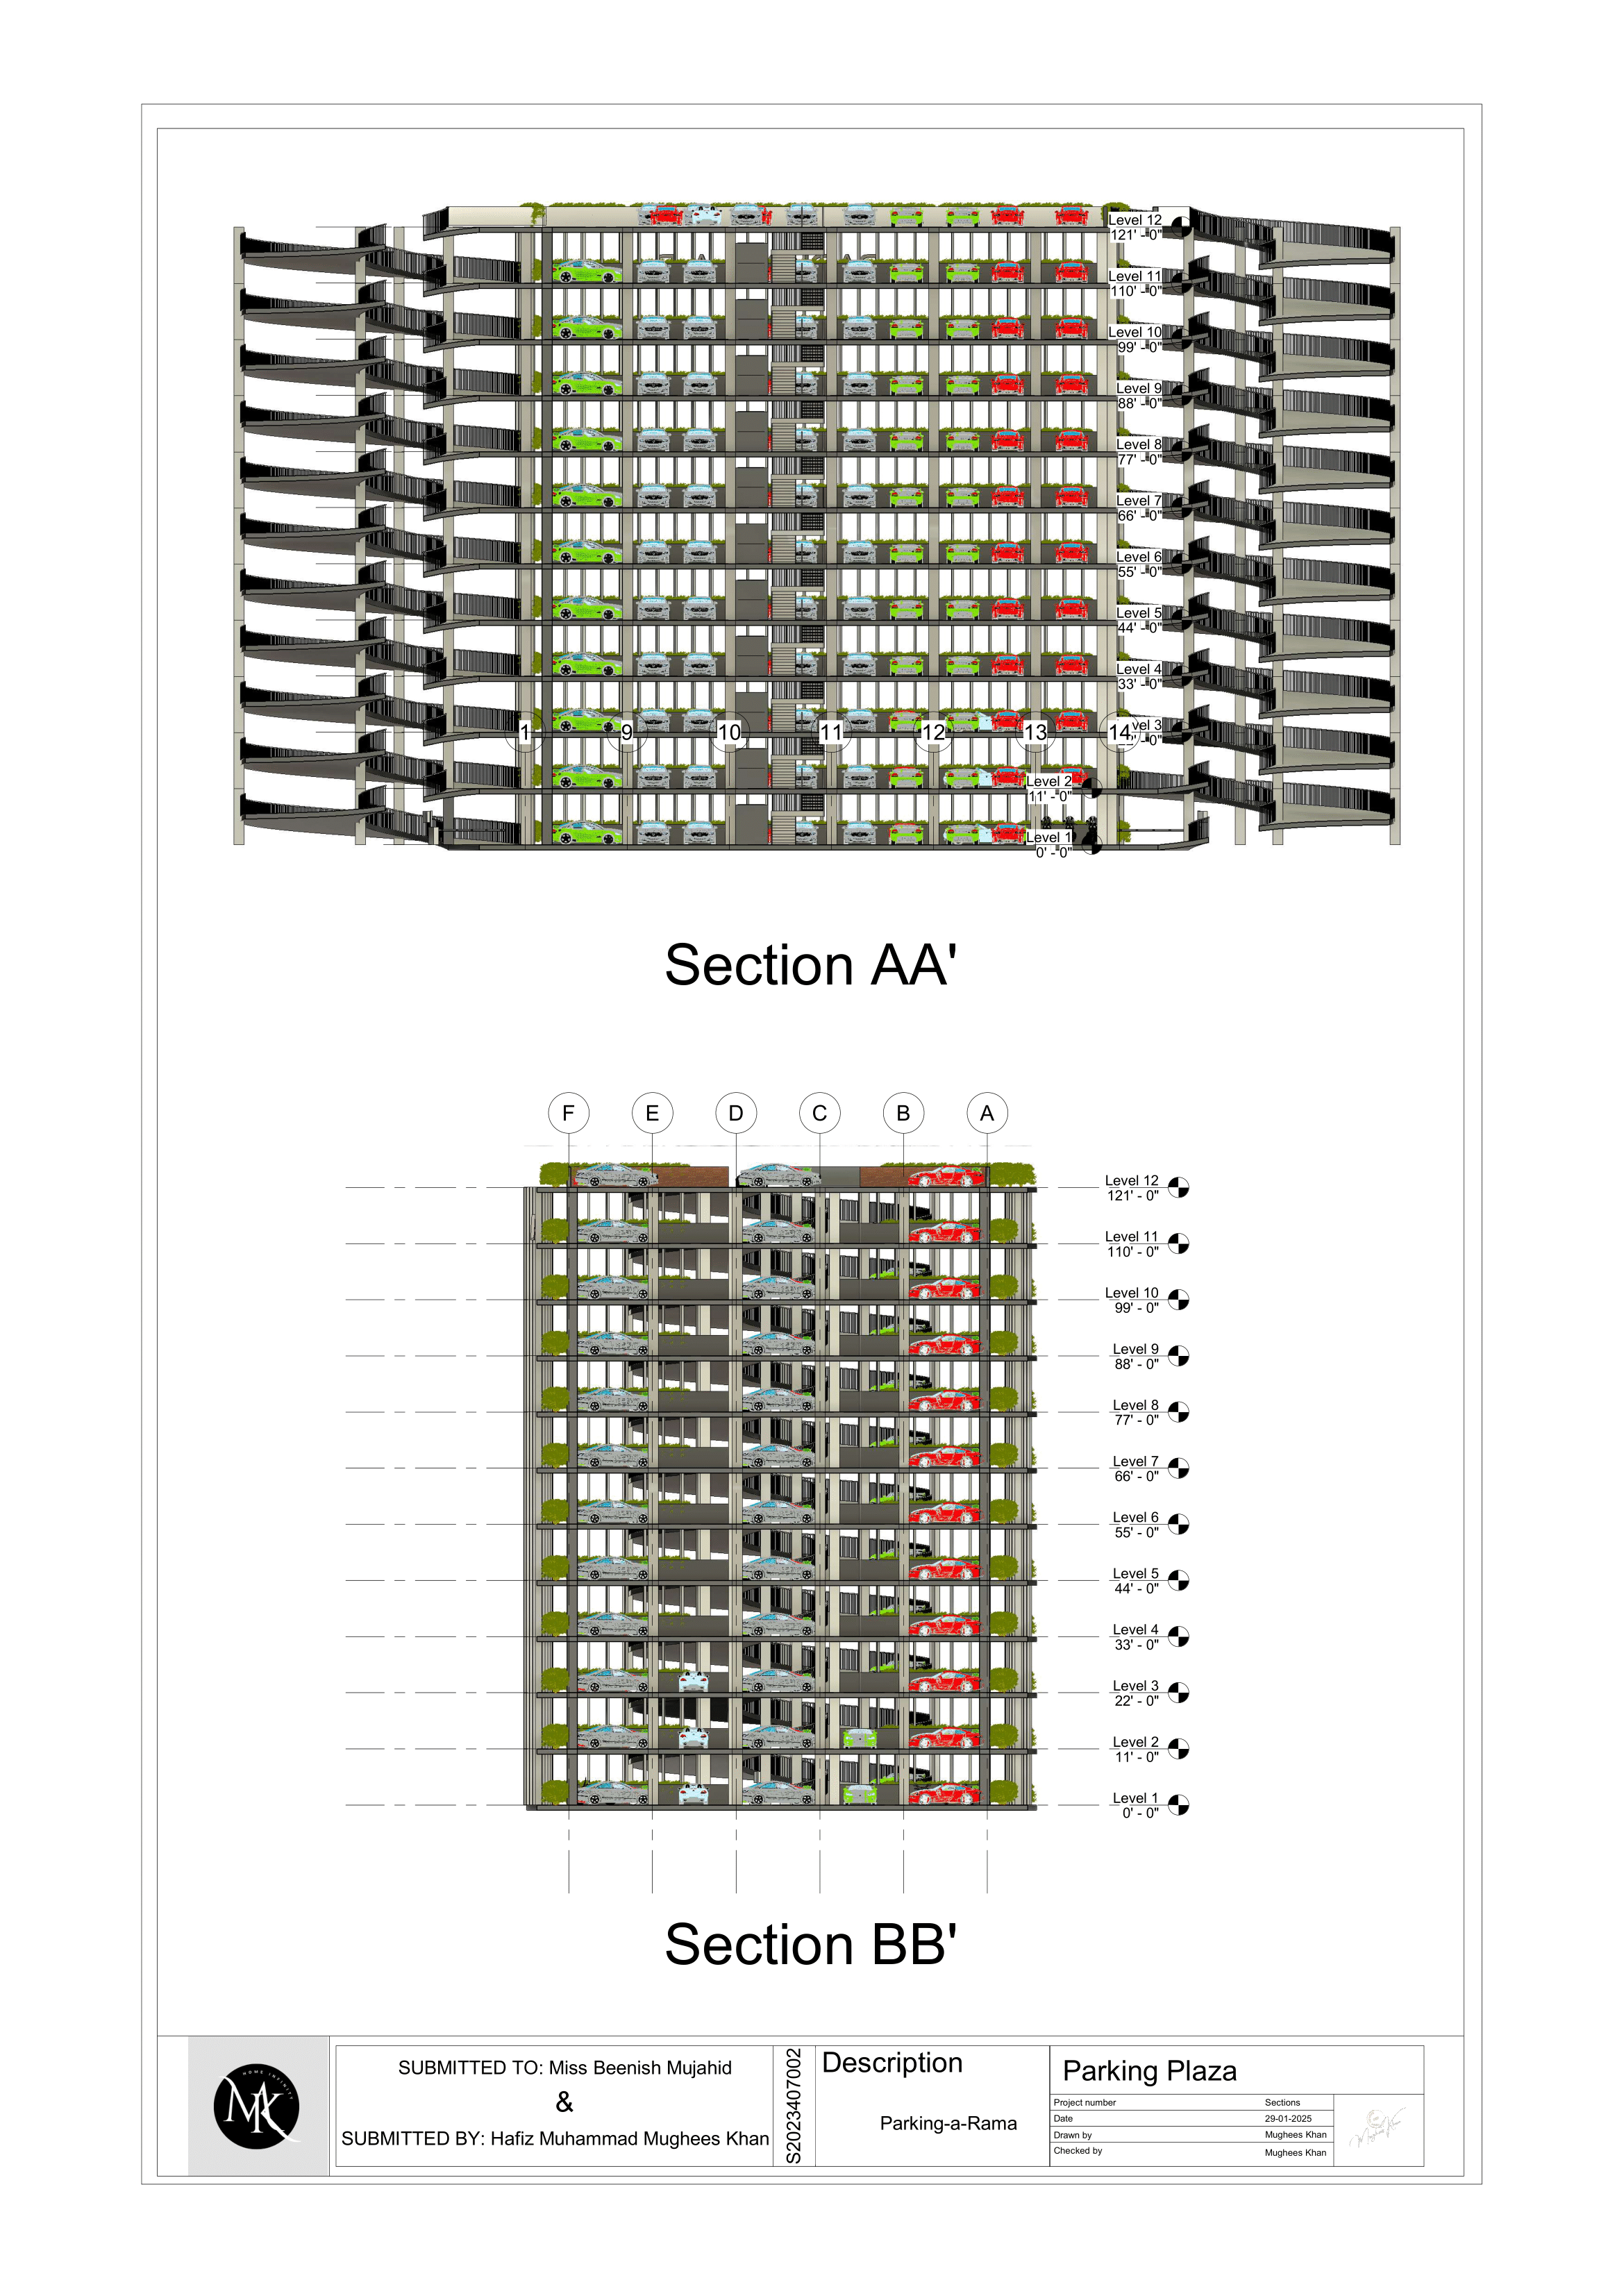 Level 12
121' - 0"
Level 11
110' - 0"
Level 10
99' - 0"
Level 9
88' - 0"
Level 8
77' - 0"
Level 7
66' - 0"
Level 6
55' - 0"
Level 5
44' - 0"
Level 4
33' - 0"
1
9
10
11
12
13
14
vel 3
' - 0"
Level 2
11' - 0"
Level 1
0' - 0"
Section AA'
F
E
D
C
B
A
Level 12
121' - 0"
Level 11
110' - 0"
Level 10
99' - 0"
Level 9
88' - 0"
Level 8
77' - 0"
Level 7
66' - 0"
Level 6
55' - 0"
Level 5
44' - 0"
Level 4
33' - 0"
Level 3
22' - 0"
Level 2
11' - 0"
Level 1
0' - 0"
Section BB'
HOME INFINITY
MK
SUBMITTED TO: Miss Beenish Mujahid
&
SUBMITTED BY: Hafiz Muhammad Mughees Khan
S2023407002
Description
Parking-a-Rama
Parking Plaza
Project number Sections
Date 29-01-2025
Drawn by Mughees Khan
Checked by Mughees Khan